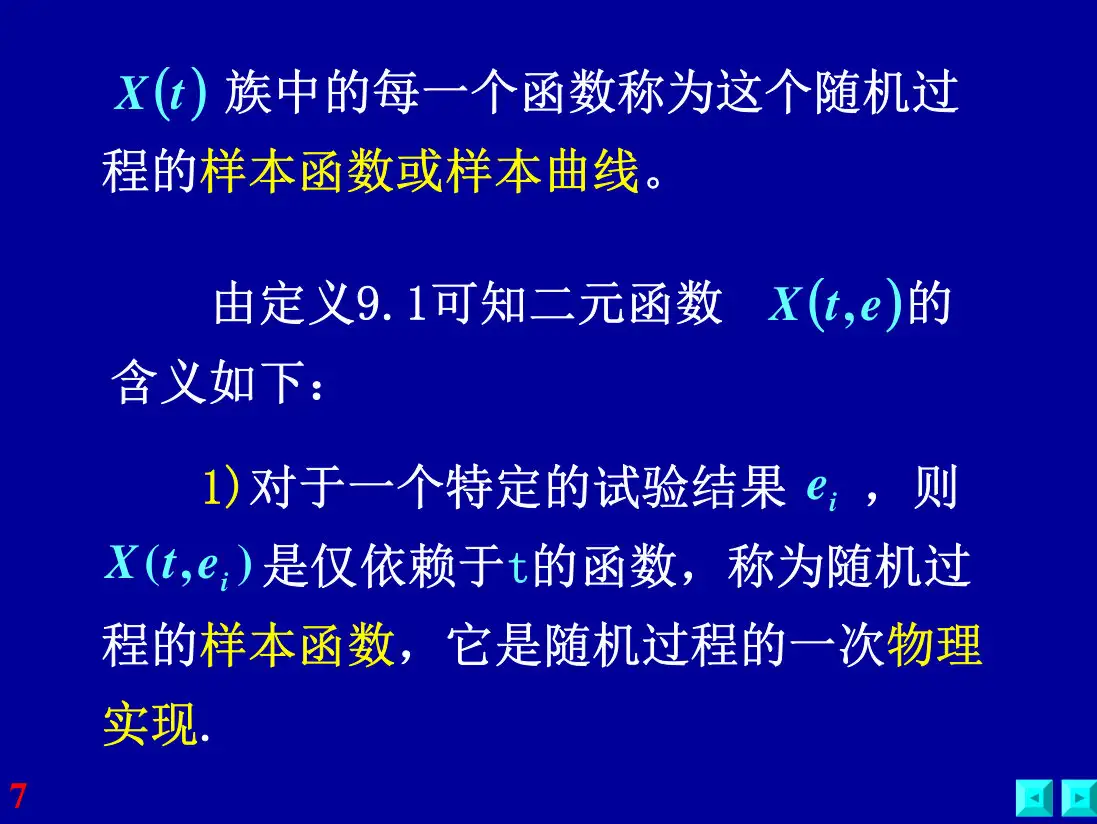 X(t) 族中的每一个函数称为这个随机过
程的样本函数或样本曲线。
由定义9.1可知二元函数 X(t,e)的
含义如下：
1)对于一个特定的试验结果 eᵢ ，则
X(t,eᵢ)是仅依赖于t的函数，称为随机过
程的样本函数，它是随机过程的一次物理
实现.
7